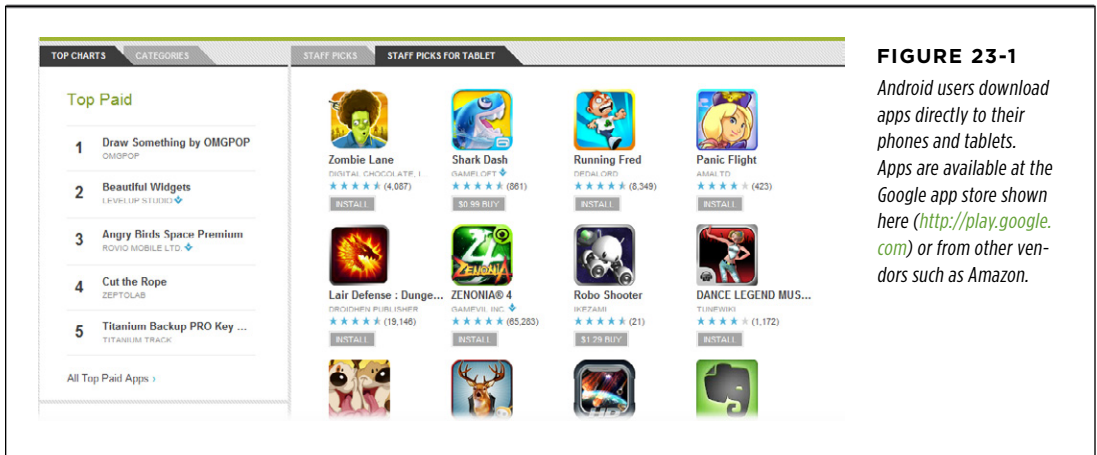 TOP CHARTS
CATEGORIES
STAFF PICKS
STAFF PICKS FOR TABLET
Top Paid
1
Draw Something by OMGPOP
OMGPOP
2
Beautiful Widgets
LEVELUP STUDIO
3
Angry Birds Space Premium
ROVIO MOBILE LTD.
4
Cut the Rope
ZEPTOLAB
5
Titanium Backup PRO Key ...
TITANIUM TRACK
All Top Paid Apps ›
Zombie Lane
DIGITAL CHOCOLATE, I...
(4,087)
INSTALL
Shark Dash
GAMELOFT
(861)
$0.99 BUY
Running Fred
DEDALORD
(8,349)
INSTALL
Panic Flight
AMALTD
(423)
INSTALL
Lair Defense : Dunge...
DROIDHEN PUBLISHER
(19,146)
INSTALL
4
ZENONIA
ZENONIA® 4
GAMEVIL INC.
(65,283)
INSTALL
Robo Shooter
IKEZAMI
(21)
$1.29 BUY
DANCE LEGEND MUS...
TUNEWIKI
(1,172)
INSTALL
HD
FIGURE 23-1
Android users download
apps directly to their
phones and tablets.
Apps are available at the
Google app store shown
here (http://play.google.
com) or from other ven-
dors such as Amazon.